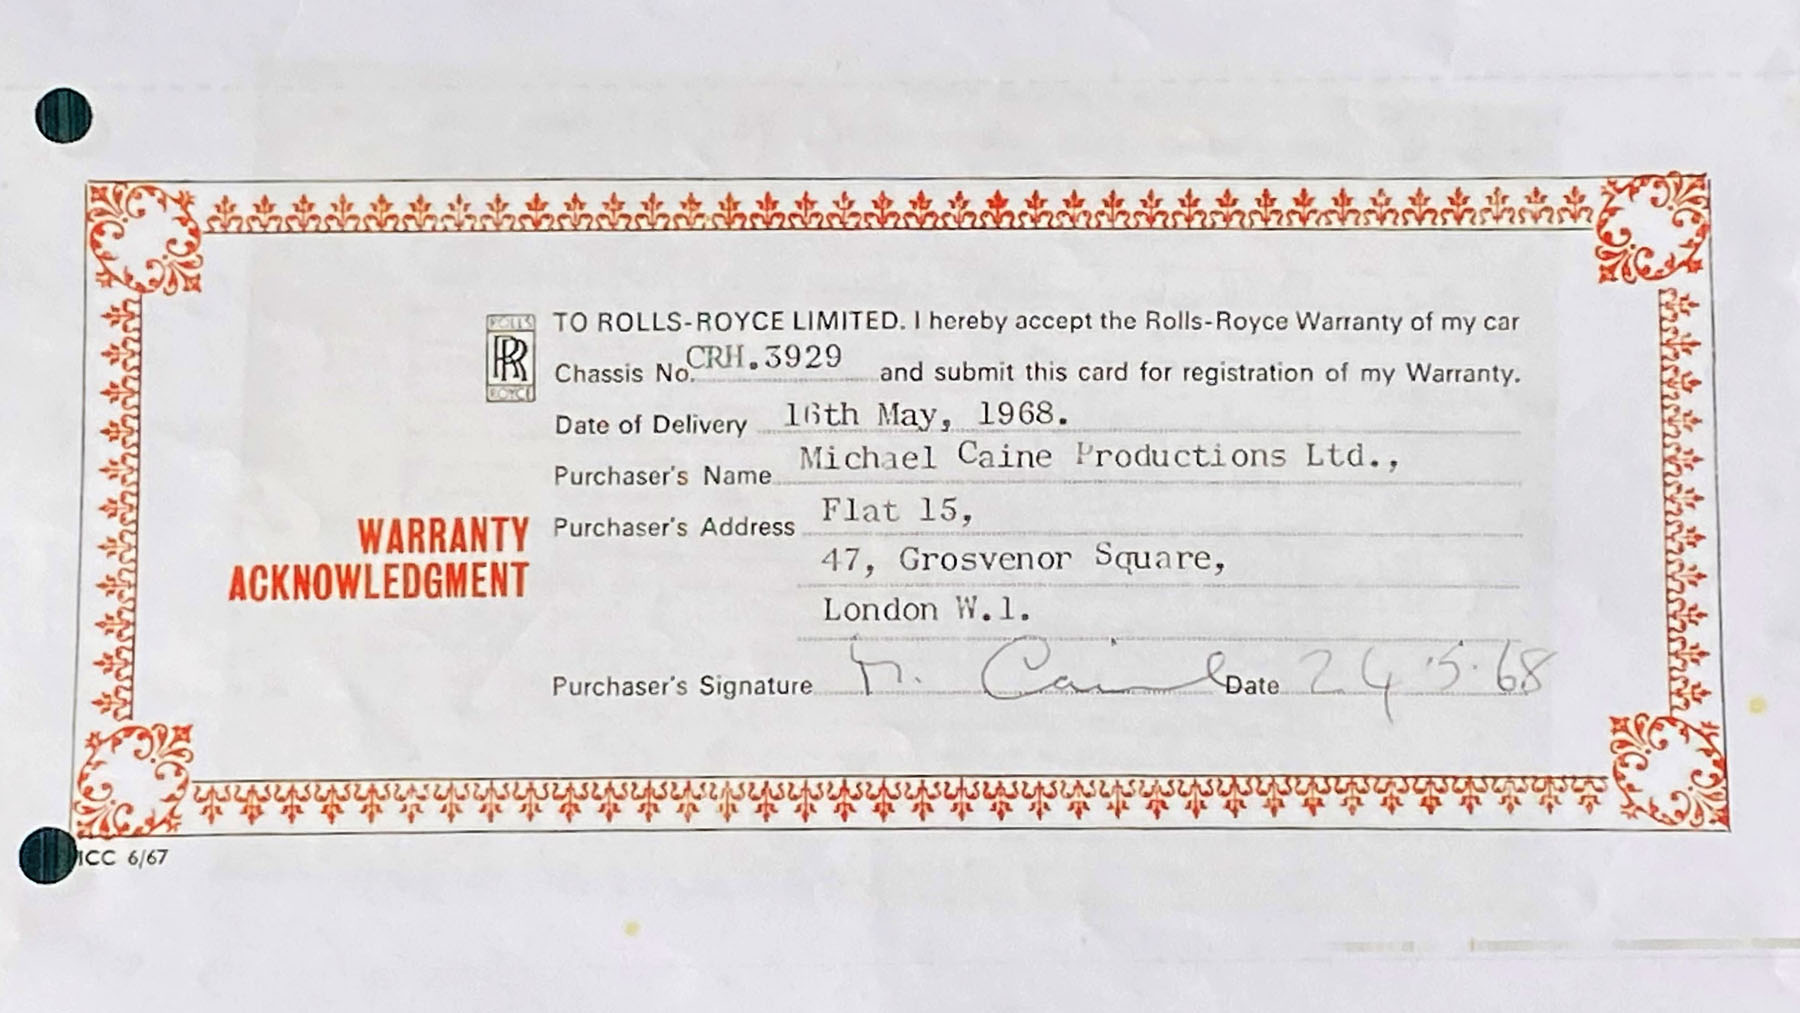 ROLLS
RR
ROYCE
TO ROLLS-ROYCE LIMITED. I hereby accept the Rolls-Royce Warranty of my car
Chassis No. CRH.3929 and submit this card for registration of my Warranty.
Date of Delivery 16th May, 1968.
Purchaser's Name Michael Caine Productions Ltd.,
Purchaser's Address Flat 15,
47, Grosvenor Square,
London W.1.
WARRANTY
ACKNOWLEDGMENT
Purchaser's Signature M. Caine Date 24.5.68
ICC 6/67